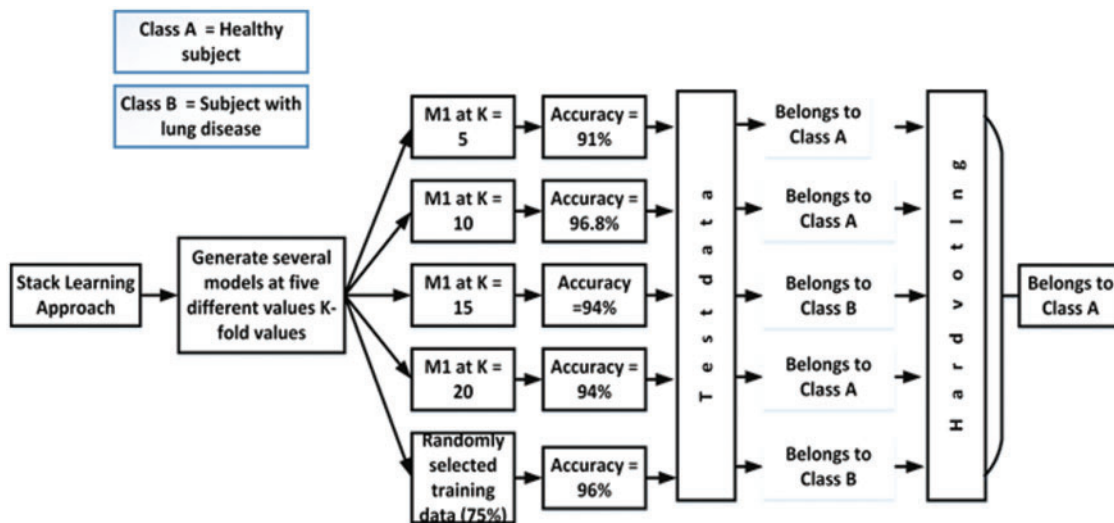 Class A = Healthy
subject
Class B = Subject with
lung disease
Stack Learning
Approach
Generate several
models at five
different values K-
fold values
M1 at K =
5
Accuracy =
91%
Belongs to
Class A
M1 at K =
10
Accuracy =
96.8%
Belongs to
Class A
M1 at K =
15
Accuracy
=94%
Belongs to
Class B
M1 at K =
20
Accuracy =
94%
Belongs to
Class A
Randomly
selected
training
data (75%)
Accuracy =
96%
Belongs to
Class B
Test data
Hard votling
Belongs to
Class A